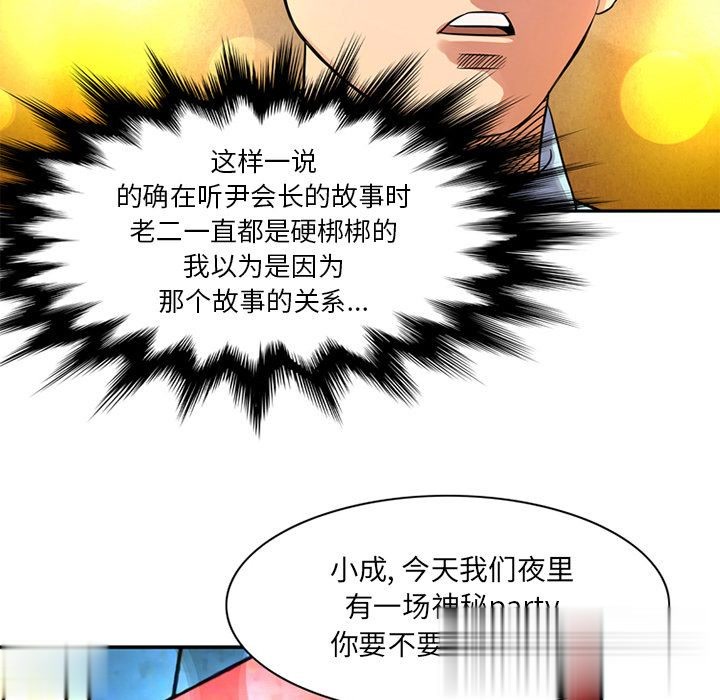 这样一说
的确在听尹会长的故事时
老二一直都是硬梆梆的
我以为是因为
那个故事的关系...
小成, 今天我们夜里
有一场神秘party
你要不要